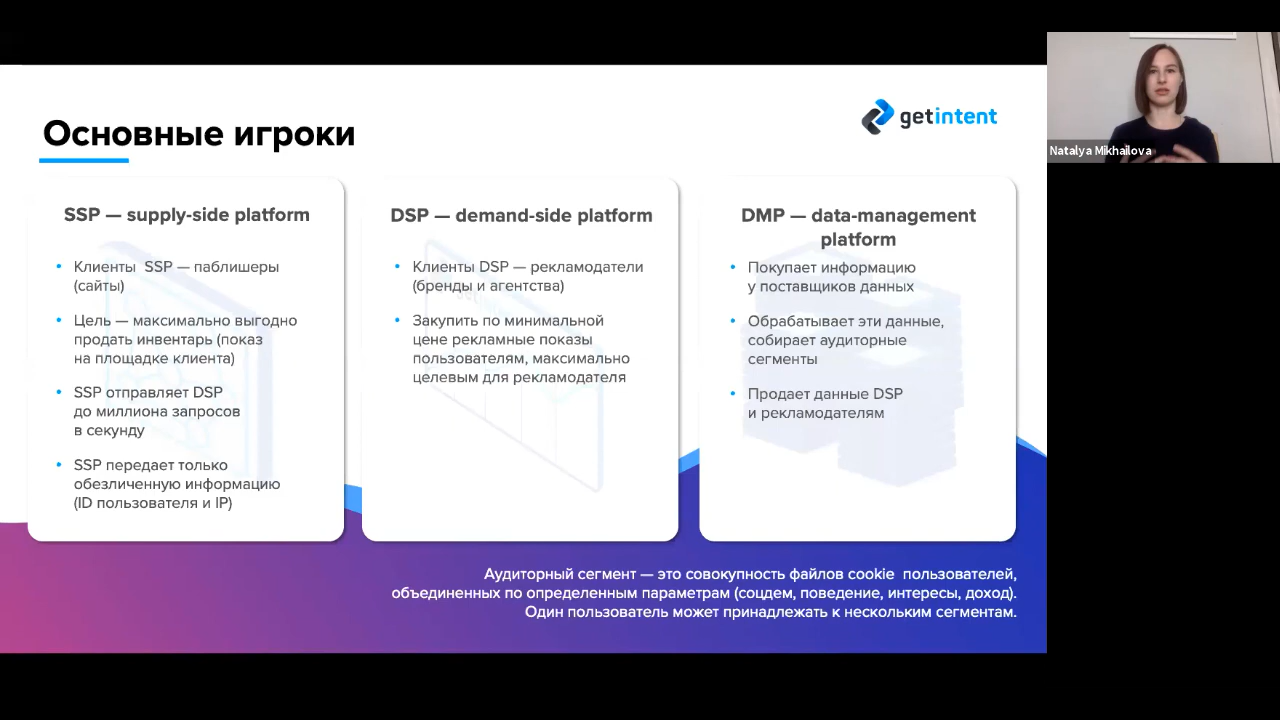 Основные игроки
getintent
Natalya Mikhailova
SSP — supply-side platform
Клиенты SSP — паблишеры
(сайты)
Цель — максимально выгодно
продать инвентарь (показ
на площадке клиента)
SSP отправляет DSP
до миллиона запросов
в секунду
SSP передает только
обезличенную информацию
(ID пользователя и IP)
DSP — demand-side platform
Клиенты DSP — рекламодатели
(бренды и агентства)
Закупить по минимальной
цене рекламные показы
пользователям, максимально
целевым для рекламодателя
DMP — data-management
platform
Покупает информацию
у поставщиков данных
Обрабатывает эти данные,
собирает аудиторные
сегменты
Продает данные DSP
и рекламодателям
Аудиторный сегмент — это совокупность файлов cookie пользователей,
объединенных по определенным параметрам (соцдем, поведение, интересы, доход).
Один пользователь может принадлежать к нескольким сегментам.